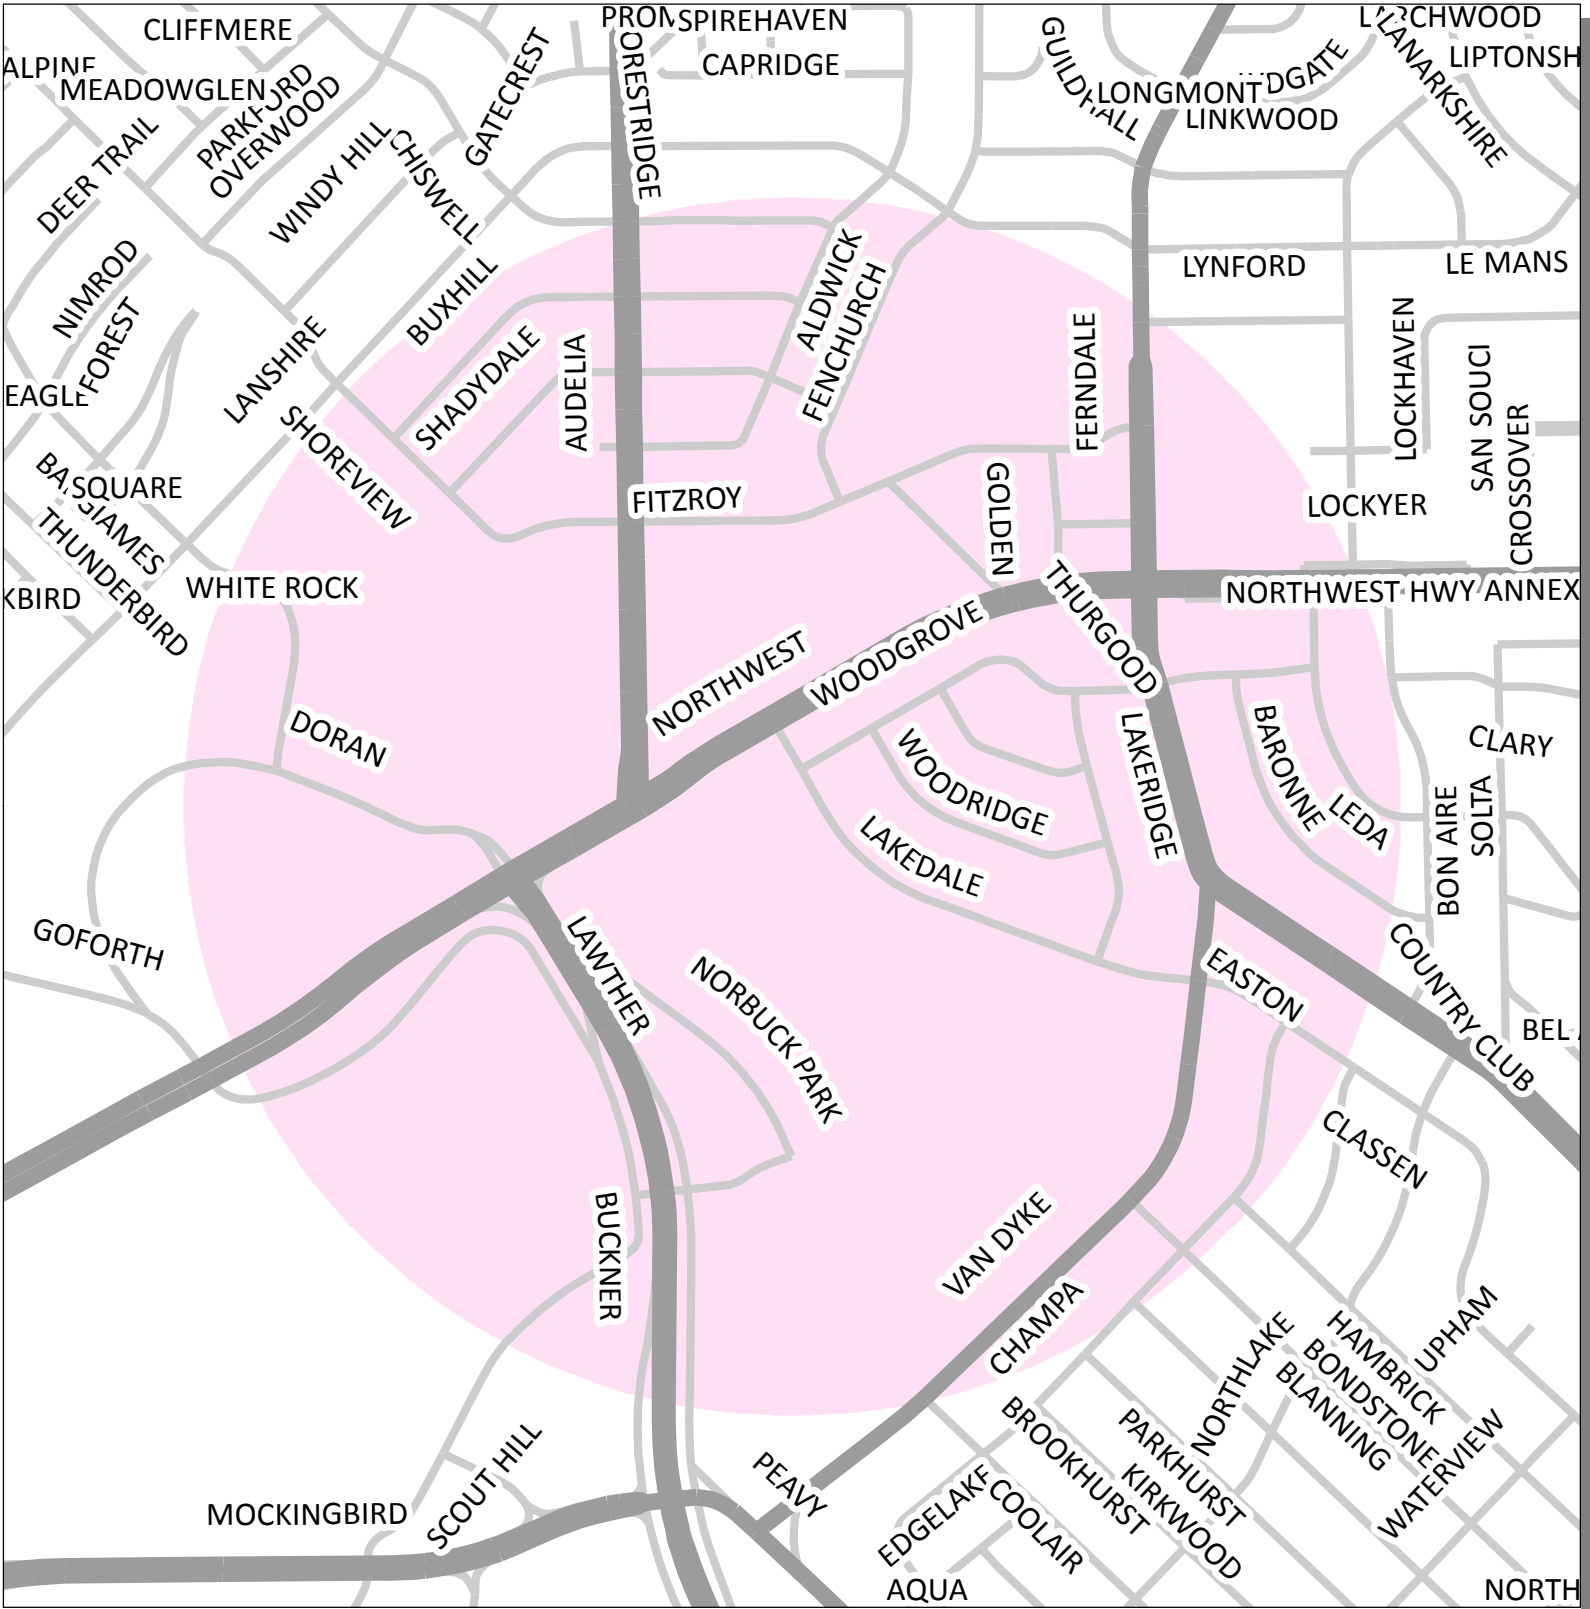 PROM
SPIREHAVEN
CLIFFMERE
LARCHWOOD
CAPRIDGE
LIPTONSH
ALPINE
MEADOWGLEN
PARKFORD
OVERWOOD
GATECREST
FORESTRIDGE
GUILDHALL
LONGMONT
LINKWOOD
LANARKSHIRE
DEER TRAIL
WINDY HILL
CHISWELL
NIMROD
FOREST
BUXHILL
ALDWICK
FENCHURCH
LYNFORD
LE MANS
EAGLE
LANSHIRE
SHADYDALE
AUDELIA
FERNDALE
LOCKHAVEN
SAN SOUCI
CROSSOVER
SHOREVIEW
SQUARE
FITZROY
GOLDEN
LOCKYER
THUNDERBIRD
KBIRD
WHITE ROCK
NORTHWEST HWY ANNEX
THURGOOD
WOODGROVE
NORTHWEST
DORAN
WOODRIDGE
LAKERIDGE
BARONNE
LEDA
CLARY
BON AIRE
SOLTA
LAKEDALE
GOFORTH
LAWTHER
NORBUCK PARK
EASTON
COUNTRY CLUB
BEL
CLASSEN
BUCKNER
VAN DYKE
CHAMPA
NORTHLAKE
HAMBRICK
BONDSTONE
BLANNING
UPHAM
WATERVIEW
MOCKINGBIRD
SCOUT HILL
PEAVY
BROOKHURST
PARKHURST
KIRKWOOD
EDGELAKE
COOLAIR
AQUA
NORTH